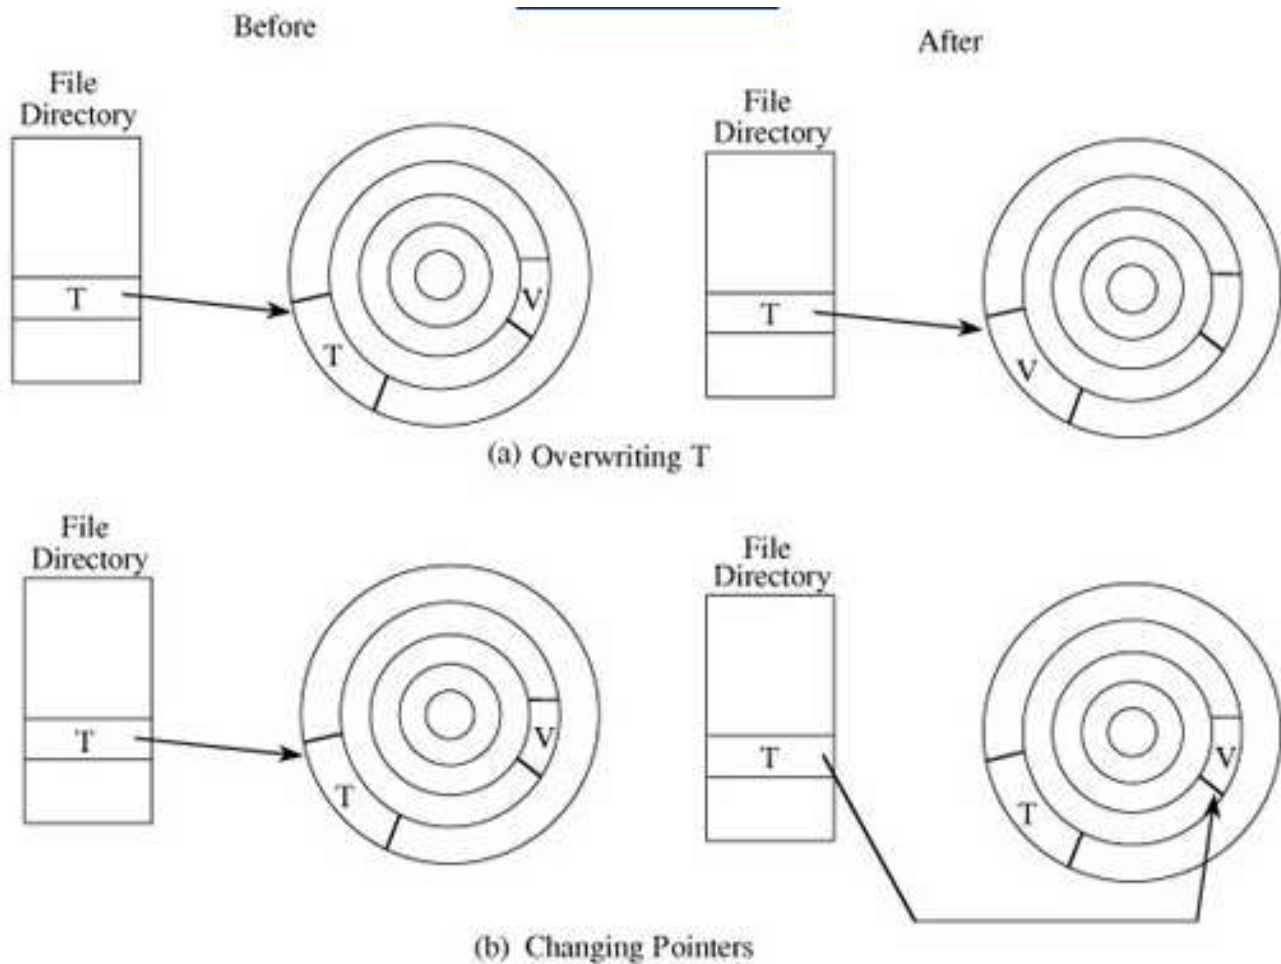 Before
After
File
Directory
T
T
V
File
Directory
T
V
(a) Overwriting T
File
Directory
T
T
V
File
Directory
T
T
V
(b) Changing Pointers